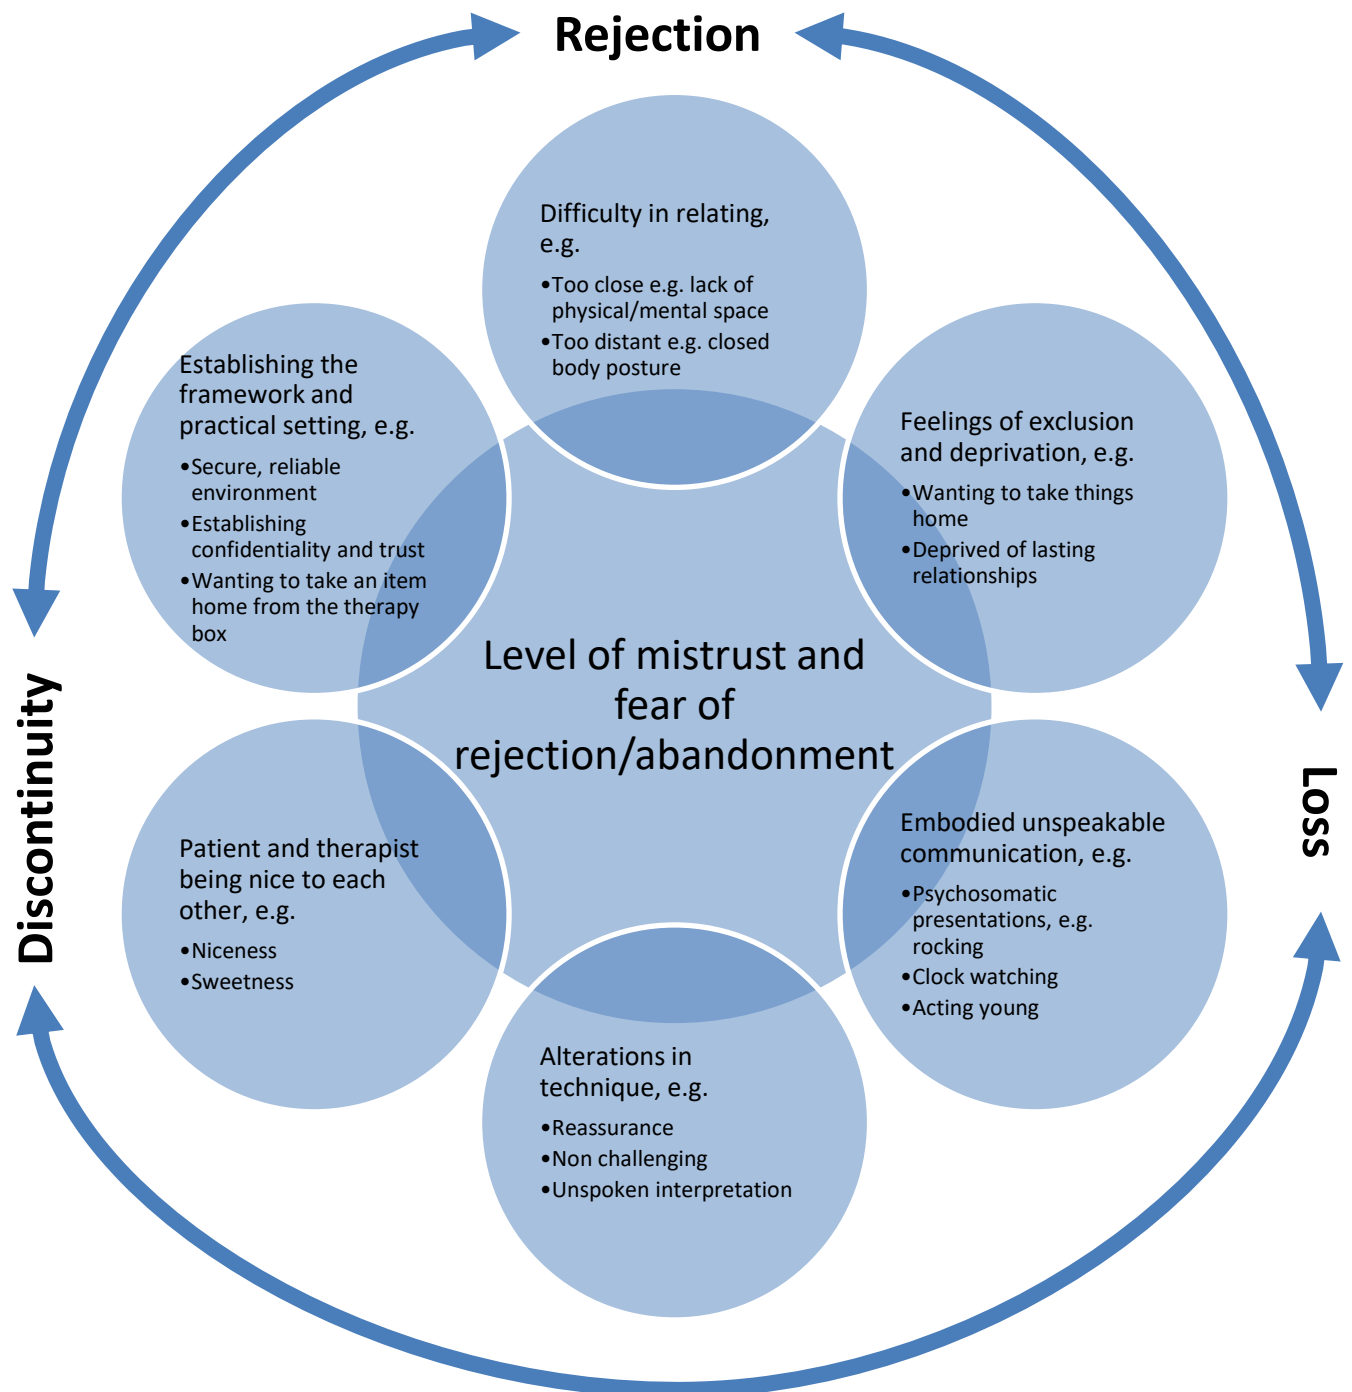 Rejection
Difficulty in relating,
e.g.
•Too close e.g. lack of
physical/mental space
•Too distant e.g. closed
body posture
Feelings of exclusion
and deprivation, e.g.
•Wanting to take things
home
•Deprived of lasting
relationships
Embodied unspeakable
communication, e.g.
•Psychosomatic
presentations, e.g.
rocking
•Clock watching
•Acting young
Alterations in
technique, e.g.
•Reassurance
•Non challenging
•Unspoken interpretation
Patient and therapist
being nice to each
other, e.g.
•Niceness
•Sweetness
Establishing the
framework and
practical setting, e.g.
•Secure, reliable
environment
•Establishing
confidentiality and trust
•Wanting to take an item
home from the therapy
box
Level of mistrust and
fear of
rejection/abandonment
Loss
Discontinuity